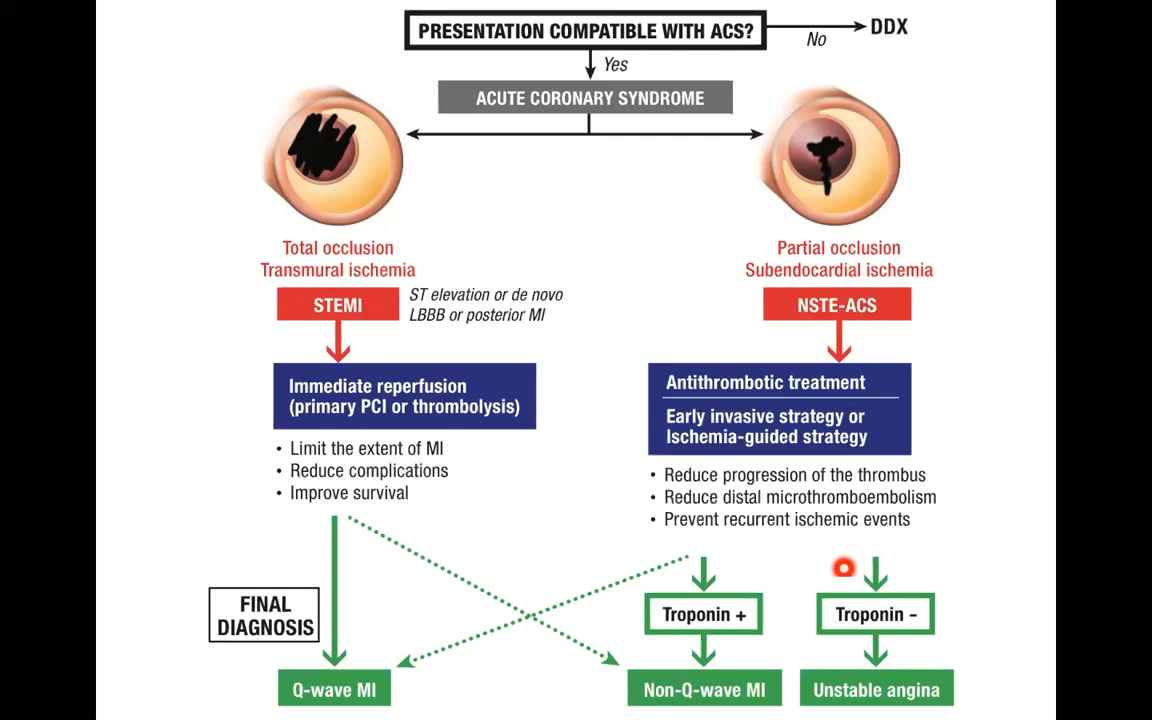 PRESENTATION COMPATIBLE WITH ACS?
No
DDX
Yes
ACUTE CORONARY SYNDROME
Total occlusion
Transmural ischemia
STEMI
ST elevation or de novo
LBBB or posterior MI
Immediate reperfusion
(primary PCI or thrombolysis)
• Limit the extent of MI
• Reduce complications
• Improve survival
Partial occlusion
Subendocardial ischemia
NSTE-ACS
Antithrombotic treatment
Early invasive strategy or
Ischemia-guided strategy
• Reduce progression of the thrombus
• Reduce distal microthromboembolism
• Prevent recurrent ischemic events
Troponin +
Troponin –
FINAL
DIAGNOSIS
Q-wave MI
Non-Q-wave MI
Unstable angina